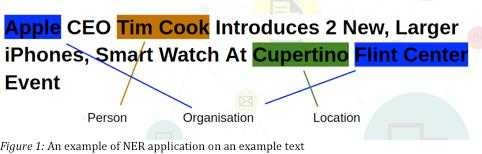 Apple CEO Tim Cook Introduces 2 New, Larger
iPhones, Smart Watch At Cupertino Flint Center
Event
Person Organisation Location
Figure 1: An example of NER application on an example text